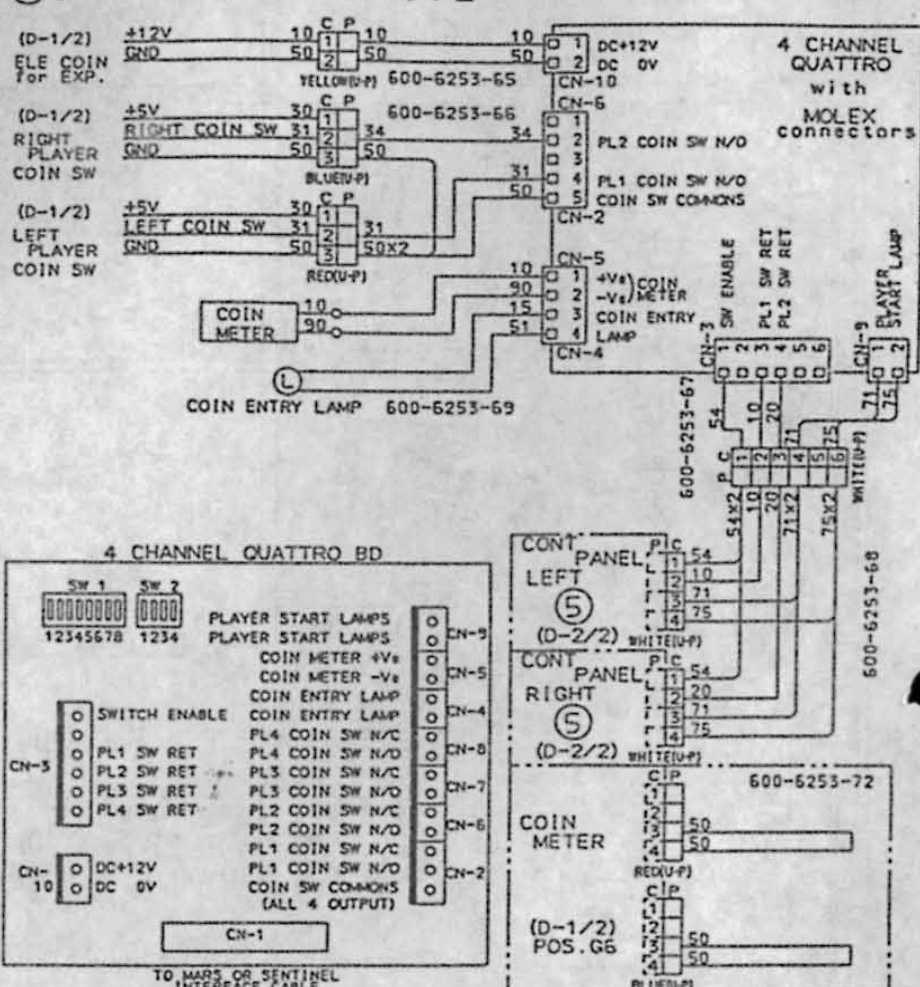 (D-1/2)
ELE COIN
for EXP.
+12V
GND
10
50
C P
1
2
10
50
YELLOW(U-P)
600-6253-65
10
50
1 DC+12V
2 DC 0V
CN-10
4 CHANNEL
QUATTRO
with
MOLEX
connectors
(D-1/2)
RIGHT
PLAYER
COIN SW
+5V
RIGHT COIN SW
GND
30
31
50
C P
1
2
3
34
50
BLUE(U-P)
600-6253-66
CN-6
34
31
50
1
2 PL2 COIN SW N/O
3
4 PL1 COIN SW N/O
5 COIN SW COMMONS
CN-2
(D-1/2)
LEFT
PLAYER
COIN SW
+5V
LEFT COIN SW
GND
30
31
50
C P
1
2
3
31
50X2
RED(U-P)
COIN
METER
10
90
CN-5
10
90
15
51
1 +Vs
2 -Vs
COIN
METER
3 COIN ENTRY
4 LAMP
CN-4
L
COIN ENTRY LAMP 600-6253-69
SW ENABLE
PL1 SW RET
PL2 SW RET
CN-3
1 2 3 4 5 6
CN-9
PLAYER
START LAMP
1 2
600-6253-67
54
10
20
71
75
71
75
P C
1 2 3 4 5 6
WHITE(U-P)
54X2
10
20
71X2
75X2
600-6253-68
4 CHANNEL QUATTRO BD
SW 1
12345678
SW 2
1234
PLAYER START LAMPS
PLAYER START LAMPS
CN-9
COIN METER +Vs
COIN METER -Vs
CN-5
COIN ENTRY LAMP
COIN ENTRY LAMP
CN-4
PL4 COIN SW N/C
PL4 COIN SW N/O
CN-8
PL3 COIN SW N/C
PL3 COIN SW N/O
CN-7
PL2 COIN SW N/C
PL2 COIN SW N/O
CN-6
PL1 COIN SW N/C
PL1 COIN SW N/O
CN-2
COIN SW COMMONS
(ALL 4 OUTPUT)
CN-3
SWITCH ENABLE
PL1 SW RET
PL2 SW RET
PL3 SW RET
PL4 SW RET
CN-
10
DC+12V
DC 0V
CN-1
TO MARS OR SENTINEL
INTERFACE CABLE
CONT
PANEL
LEFT
5
(D-2/2)
P C
1 54
2 10
3 71
4 75
WHITE(U-P)
CONT
PANEL
RIGHT
5
(D-2/2)
P C
1 54
2 20
3 71
4 75
WHITE(U-P)
600-6253-72
COIN
METER
C P
1
2
3 50
4 50
RED(U-P)
(D-1/2)
POS.G6
C P
1
2
3 50
4 50
BLUE(U-P)